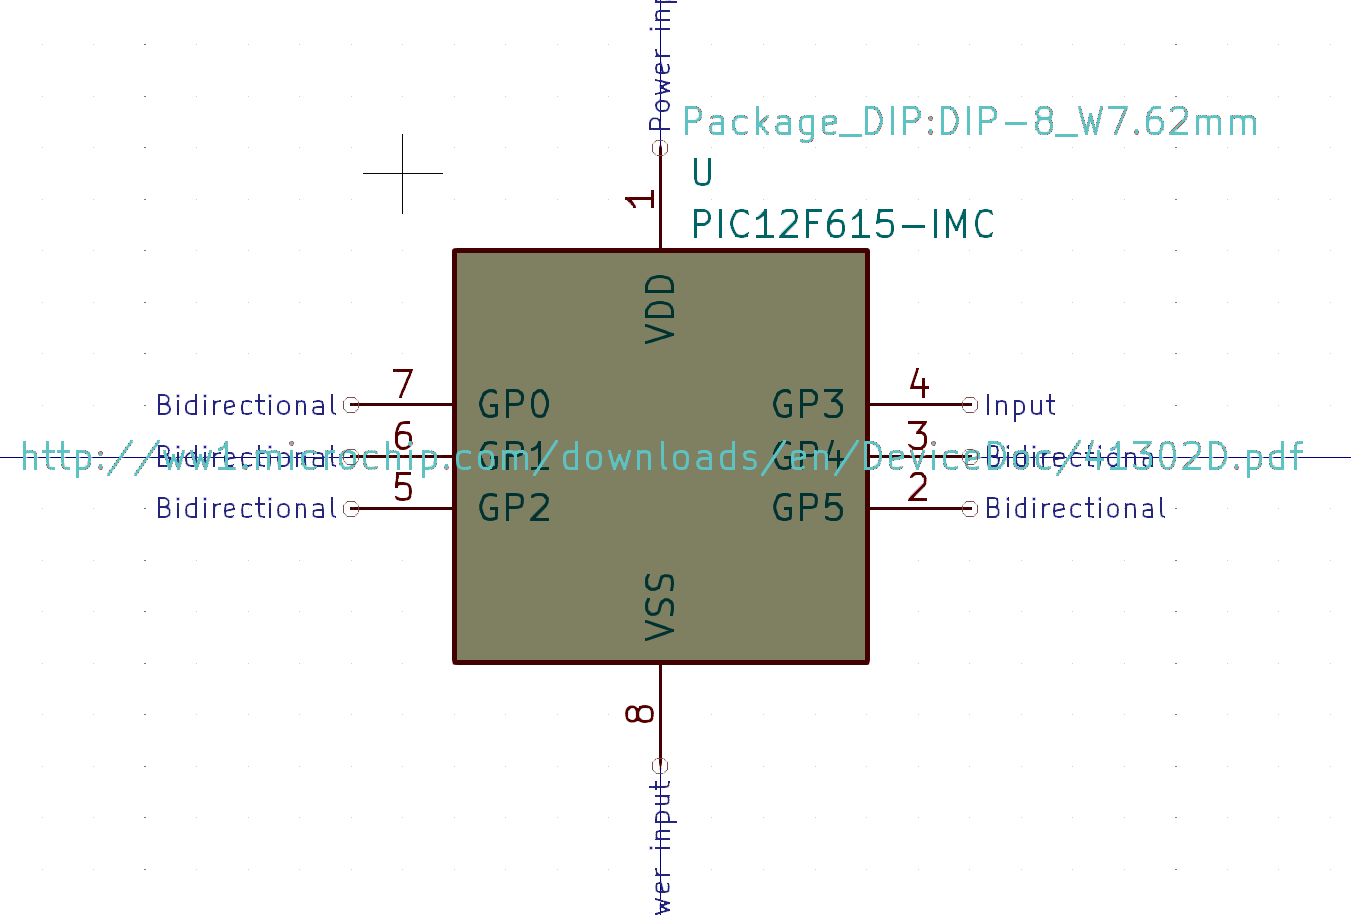 Power inp
Package_DIP:DIP-8_W7.62mm
U
1
PIC12F615-IMC
VDD
7
4
Bidirectional
GP0
GP3
Input
6
3
Bidirectional
GP1
GP4
Bidirectional
http://ww1.microchip.com/downloads/en/DeviceDoc/41302D.pdf
5
2
Bidirectional
GP2
GP5
Bidirectional
VSS
8
wer input